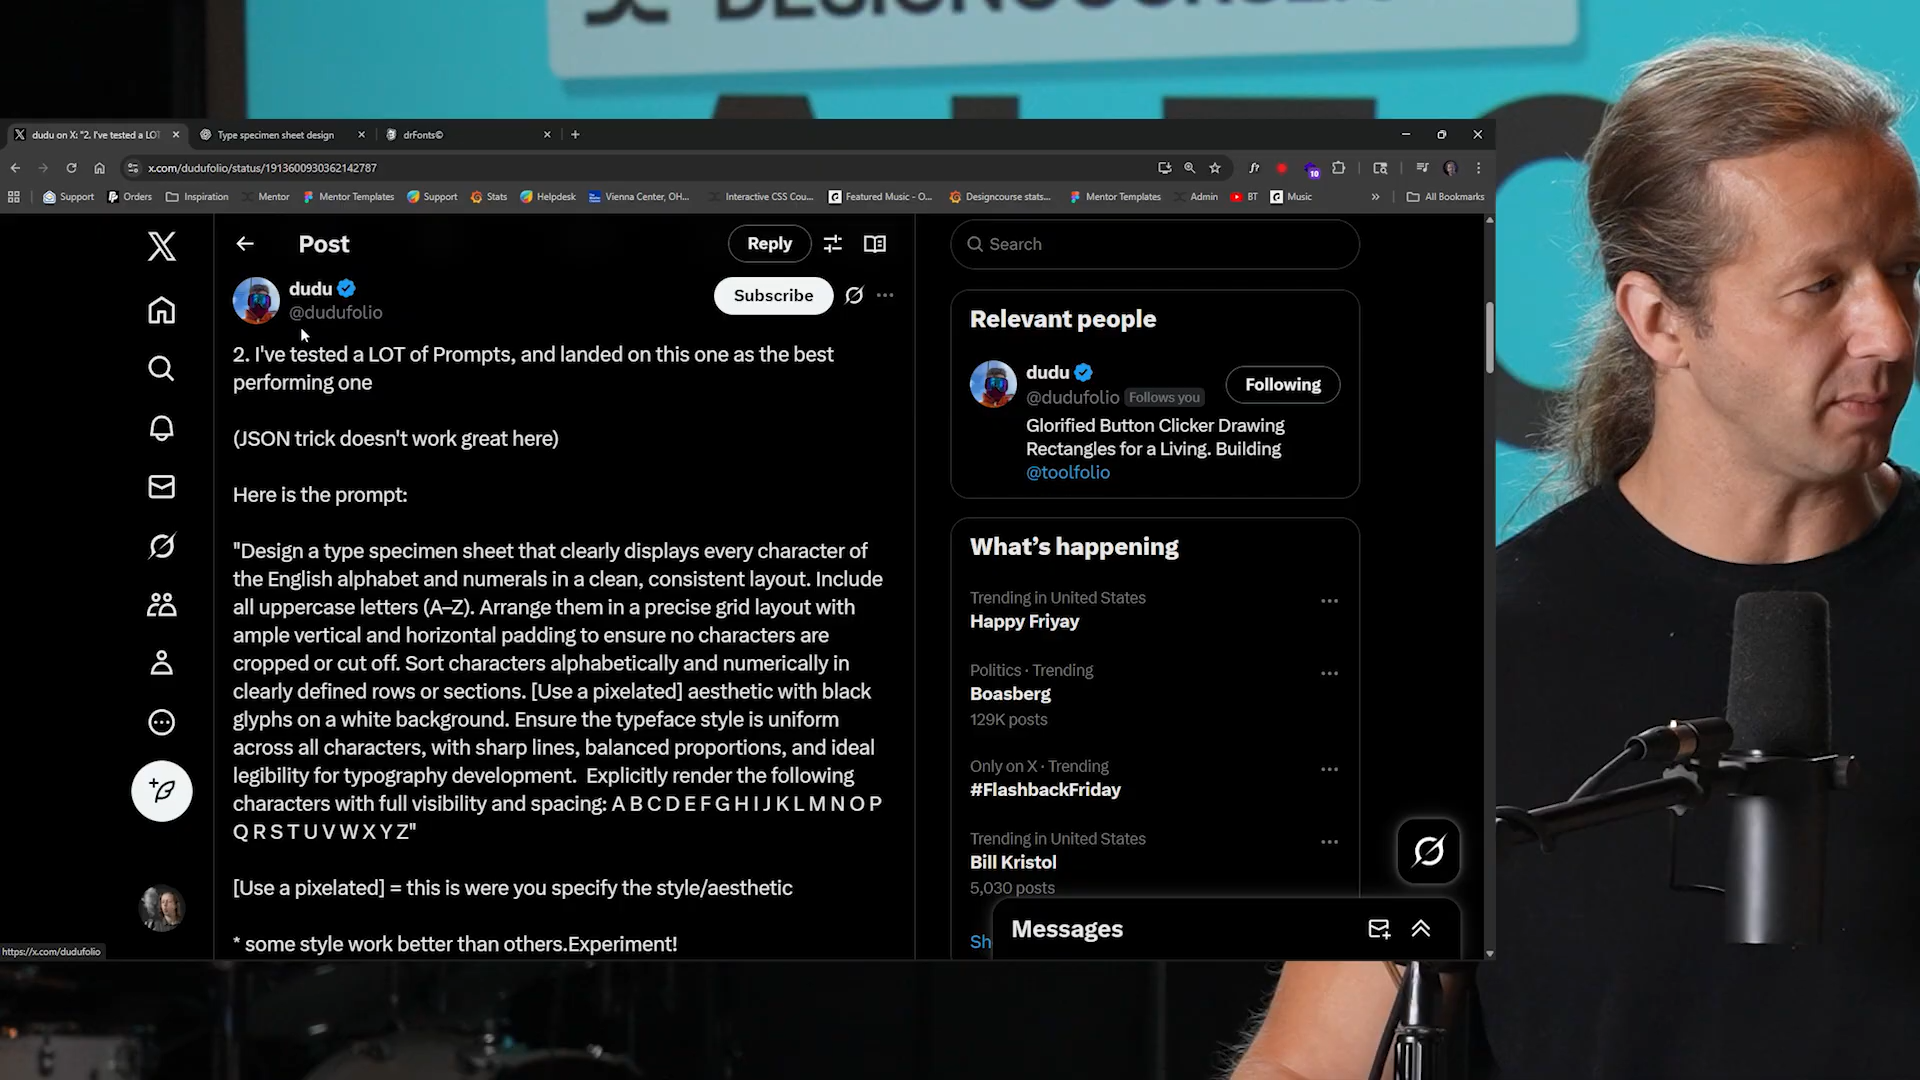 dudu on X: "2. I've tested a LOT
Type specimen sheet design
drFonts©
x.com/dudufolio/status/1913600930362142787
Support
Orders
Inspiration
Mentor
Mentor Templates
Support
Stats
Helpdesk
Vienna Center, OH...
Interactive CSS Cou...
Featured Music - O...
Designcourse stats...
Mentor Templates
Admin
BT
Music
All Bookmarks
10
Post
Reply
dudu
@dudufolio
Subscribe
2. I've tested a LOT of Prompts, and landed on this one as the best
performing one
(JSON trick doesn't work great here)
Here is the prompt:
"Design a type specimen sheet that clearly displays every character of
the English alphabet and numerals in a clean, consistent layout. Include
all uppercase letters (A–Z). Arrange them in a precise grid layout with
ample vertical and horizontal padding to ensure no characters are
cropped or cut off. Sort characters alphabetically and numerically in
clearly defined rows or sections. [Use a pixelated] aesthetic with black
glyphs on a white background. Ensure the typeface style is uniform
across all characters, with sharp lines, balanced proportions, and ideal
legibility for typography development.  Explicitly render the following
characters with full visibility and spacing: A B C D E F G H I J K L M N O P
Q R S T U V W X Y Z"
[Use a pixelated] = this is were you specify the style/aesthetic
* some style work better than others.Experiment!
https://x.com/dudufolio
Search
Relevant people
dudu
@dudufolio Follows you
Following
Glorified Button Clicker Drawing
Rectangles for a Living. Building
@toolfolio
What's happening
Trending in United States
Happy Friyay
Politics · Trending
Boasberg
129K posts
Only on X · Trending
#FlashbackFriday
Trending in United States
Bill Kristol
5,030 posts
Sh
Messages